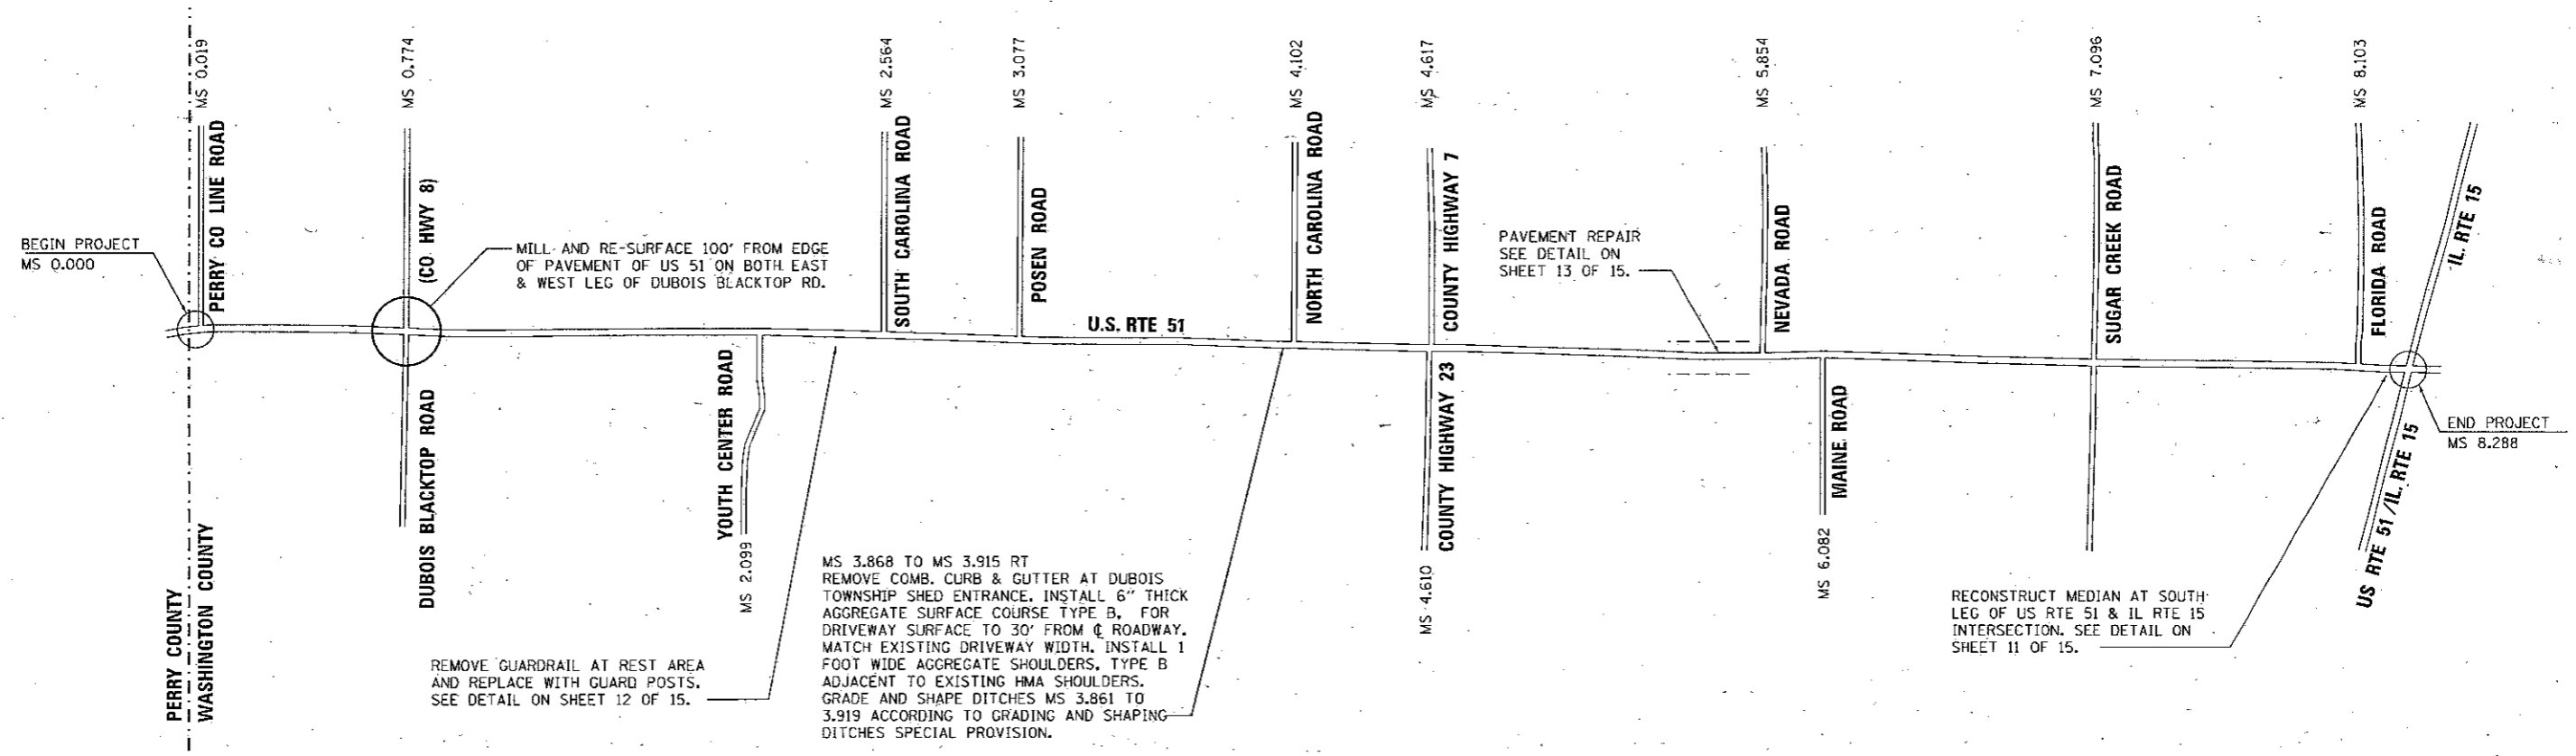 MS 0.019
MS 0.774
MS 2.564
MS 3.077
MS 4.102
MS 4.617
MS 5.854
MS 7.096
MS 8.103
BEGIN PROJECT
MS 0.000
PERRY CO LINE ROAD
(CO HWY 8)
MILL AND RE-SURFACE 100' FROM EDGE
OF PAVEMENT OF US 51 ON BOTH EAST
& WEST LEG OF DUBOIS BLACKTOP RD.
SOUTH CAROLINA ROAD
POSEN ROAD
U.S. RTE 51
NORTH CAROLINA ROAD
COUNTY HIGHWAY 7
PAVEMENT REPAIR
SEE DETAIL ON
SHEET 13 OF 15.
NEVADA ROAD
SUGAR CREEK ROAD
FLORIDA ROAD
IL. RTE 15
PERRY COUNTY
WASHINGTON COUNTY
DUBOIS BLACKTOP ROAD
YOUTH CENTER ROAD
MS 2.099
REMOVE GUARDRAIL AT REST AREA
AND REPLACE WITH GUARD POSTS.
SEE DETAIL ON SHEET 12 OF 15.
MS 3.868 TO MS 3.915 RT
REMOVE COMB. CURB & GUTTER AT DUBOIS
TOWNSHIP SHED ENTRANCE. INSTALL 6" THICK
AGGREGATE SURFACE COURSE TYPE B, FOR
DRIVEWAY SURFACE TO 30' FROM ℄ ROADWAY.
MATCH EXISTING DRIVEWAY WIDTH. INSTALL 1
FOOT WIDE AGGREGATE SHOULDERS, TYPE B
ADJACENT TO EXISTING HMA SHOULDERS.
GRADE AND SHAPE DITCHES MS 3.861 TO
3.919 ACCORDING TO GRADING AND SHAPING
DITCHES SPECIAL PROVISION.
COUNTY HIGHWAY 23
MS 4.610
MAINE ROAD
MS 6.082
RECONSTRUCT MEDIAN AT SOUTH
LEG OF US RTE 51 & IL RTE 15
INTERSECTION. SEE DETAIL ON
SHEET 11 OF 15.
US RTE 51/IL. RTE 15
END PROJECT
MS 8.288